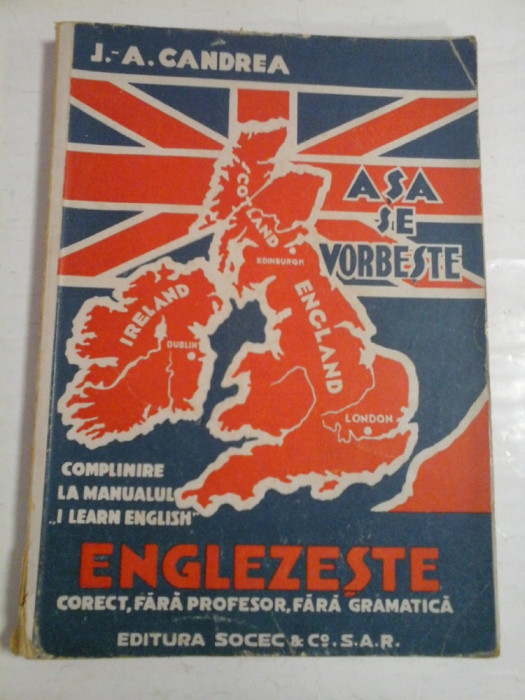 J.-A. CANDREA
AȘA
SE
VORBEȘTE
SCOTLAND
EDINBURGH
IRELAND
DUBLIN
ENGLAND
LONDON
COMPLINIRE
LA MANUALUL
„I LEARN ENGLISH"
ENGLEZEȘTE
CORECT, FĂRĂ PROFESOR, FĂRĂ GRAMATICĂ
EDITURA SOCEC & Cº. S.A.R.